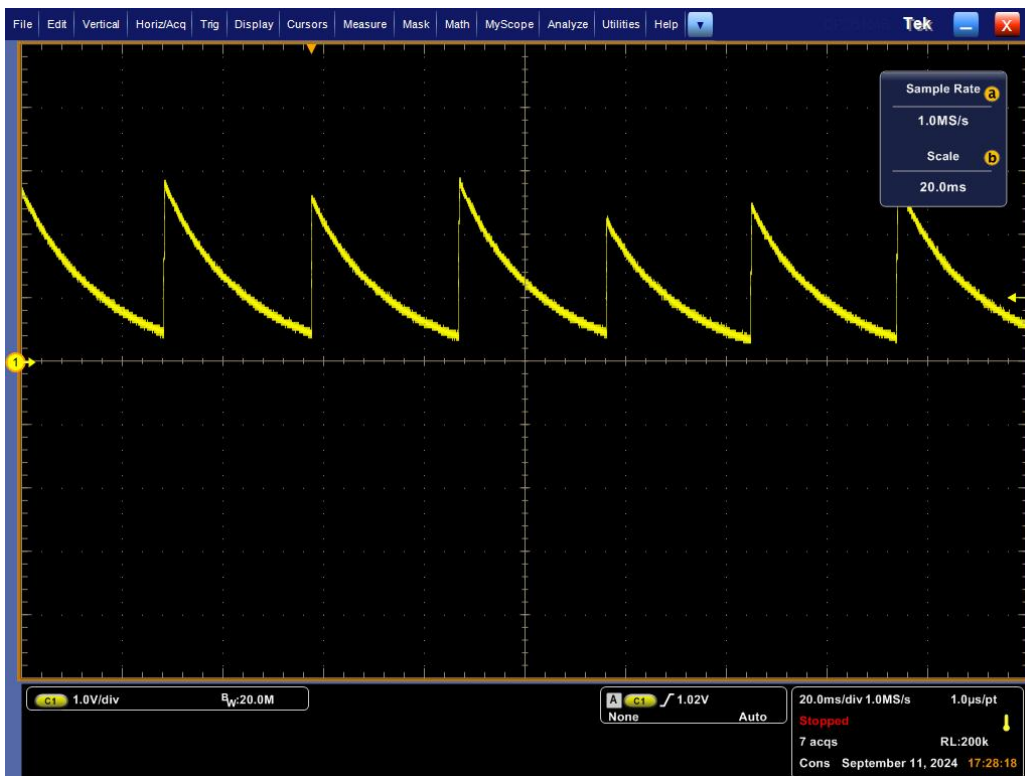 File Edit Vertical Horiz/Acq Trig Display Cursors Measure Mask Math MyScope Analyze Utilities Help Tek X
Sample Rate a
1.0MS/s
Scale b
20.0ms
1
C1 1.0V/div BW:20.0M
A C1 1.02V
None Auto
20.0ms/div 1.0MS/s 1.0µs/pt
Stopped
7 acqs RL:200k
Cons September 11, 2024 17:28:18